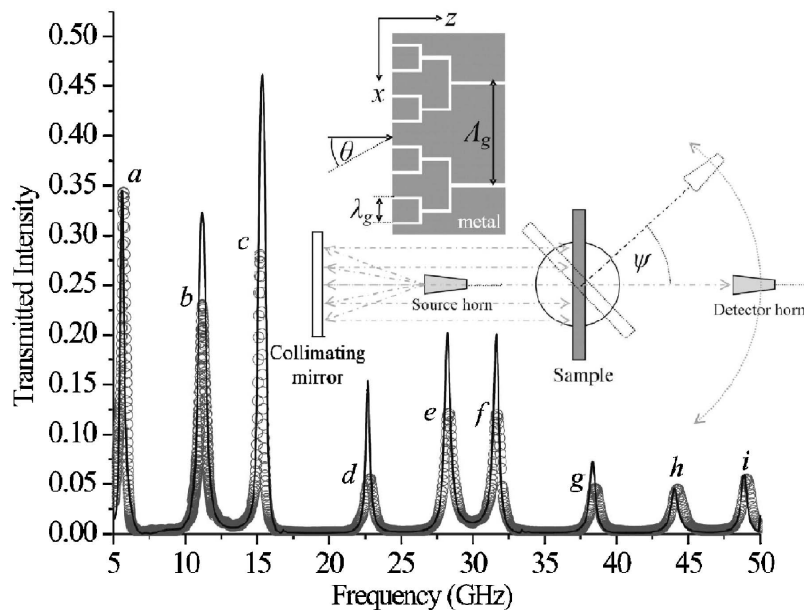 0.50
0.45
0.40
0.35
0.30
0.25
0.20
0.15
0.10
0.05
0.00
Transmitted Intensity
5 10 15 20 25 30 35 40 45 50
Frequency (GHz)
a
b
c
d
e
f
g
h
i
z
x
θ
λg
Λg
metal
ψ
Source horn
Detector horn
Collimating
mirror
Sample